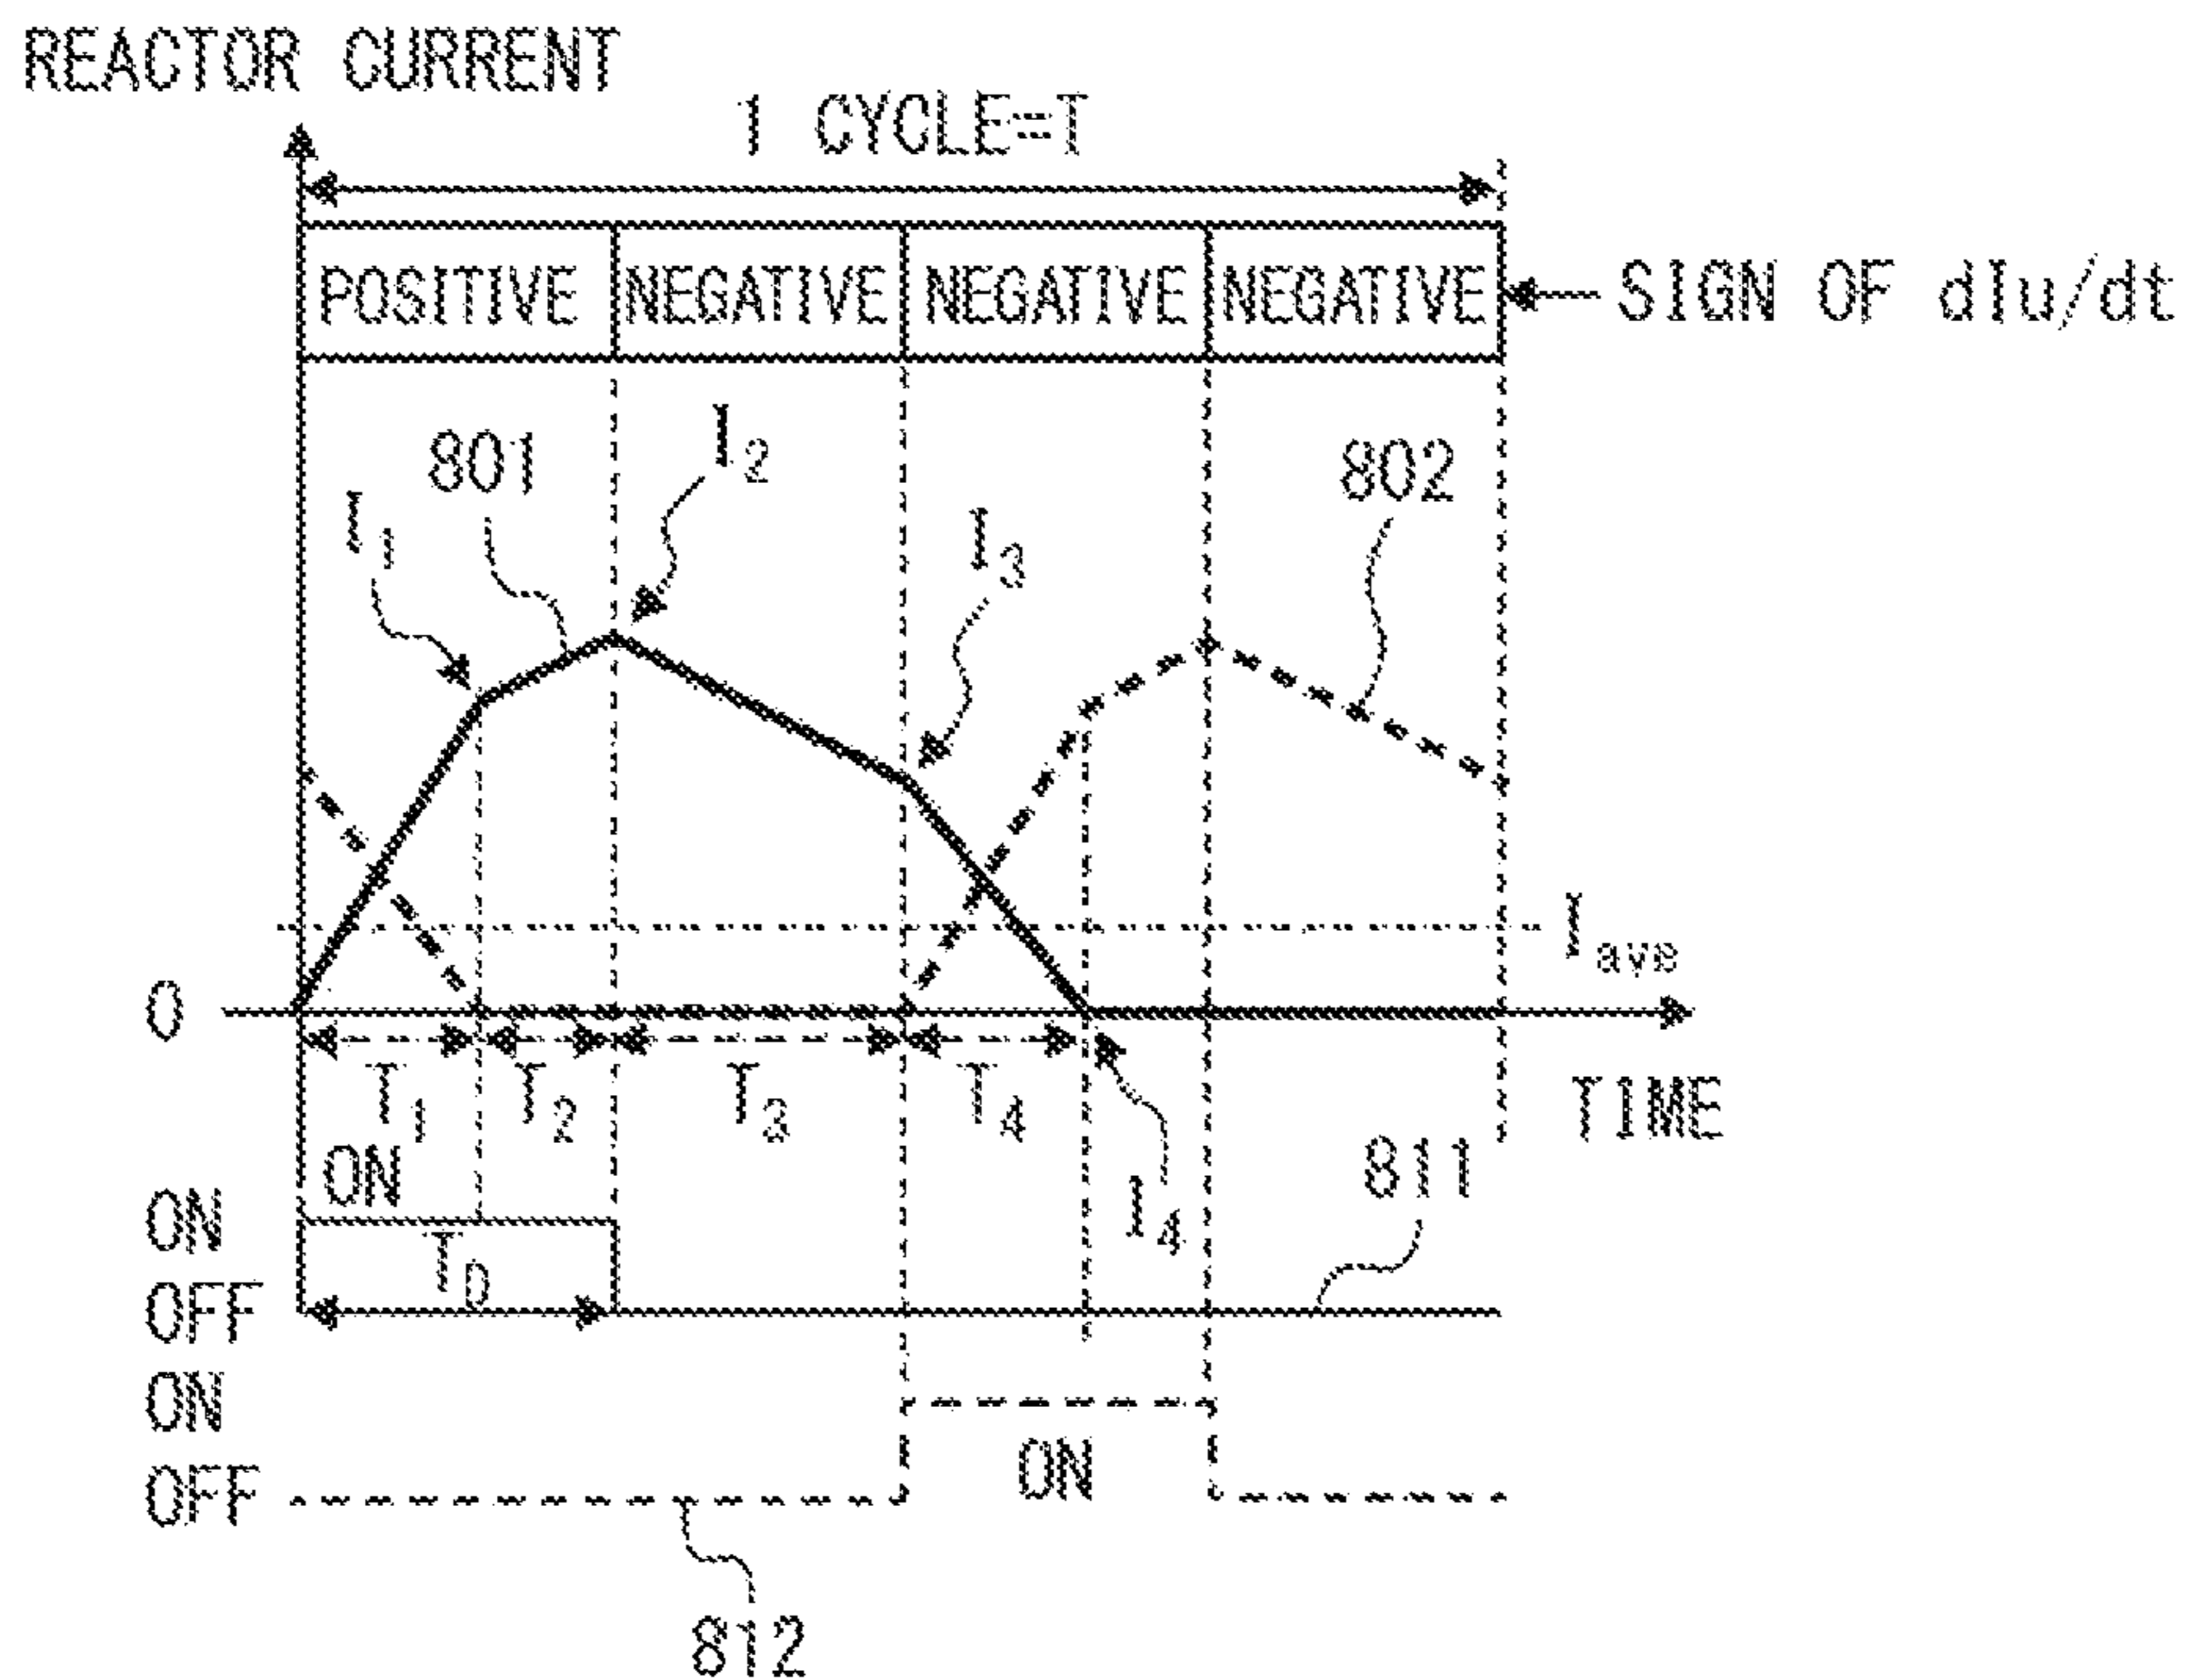 REACTOR CURRENT
1 CYCLE=T
POSITIVE NEGATIVE NEGATIVE NEGATIVE
SIGN OF dIu/dt
801
I2
802
I1
I3
Iave
0
T1 T2 T3 T4
TIME
ON
811
ON
I4
TD
OFF
ON
ON
OFF
812